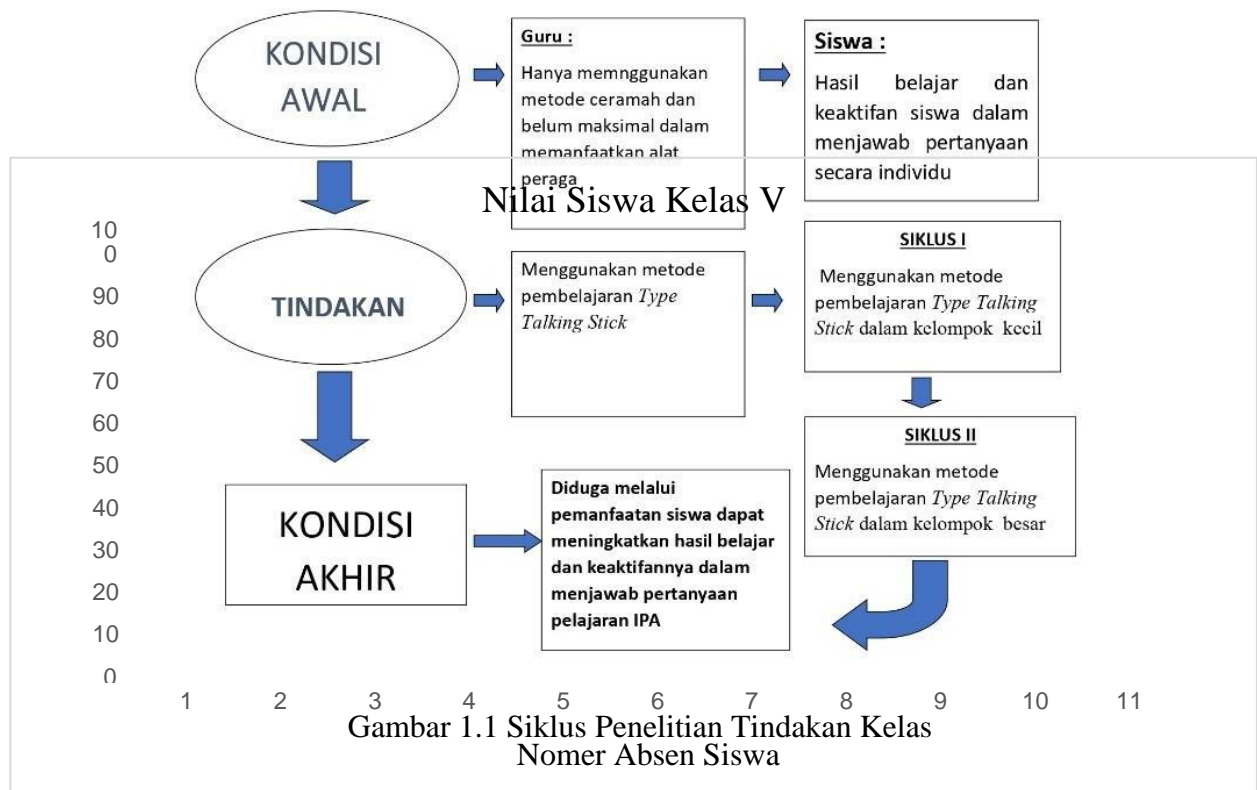 KONDISI
AWAL
Guru :
Hanya memnggunakan
metode ceramah dan
belum maksimal dalam
memanfaatkan alat
peraga
Siswa :
Hasil belajar dan
keaktifan siswa dalam
menjawab pertanyaan
secara individu
Nilai Siswa Kelas V
TINDAKAN
Menggunakan metode
pembelajaran Type
Talking Stick
SIKLUS I
Menggunakan metode
pembelajaran Type Talking
Stick dalam kelompok kecil
SIKLUS II
Menggunakan metode
pembelajaran Type Talking
Stick dalam kelompok besar
KONDISI
AKHIR
Diduga melalui
pemanfaatan siswa dapat
meningkatkan hasil belajar
dan keaktifannya dalam
menjawab pertanyaan
pelajaran IPA
10
0
90
80
70
60
50
40
30
20
10
0
1 2 3 4 5 6 7 8 9 10 11
Gambar 1.1 Siklus Penelitian Tindakan Kelas
Nomer Absen Siswa